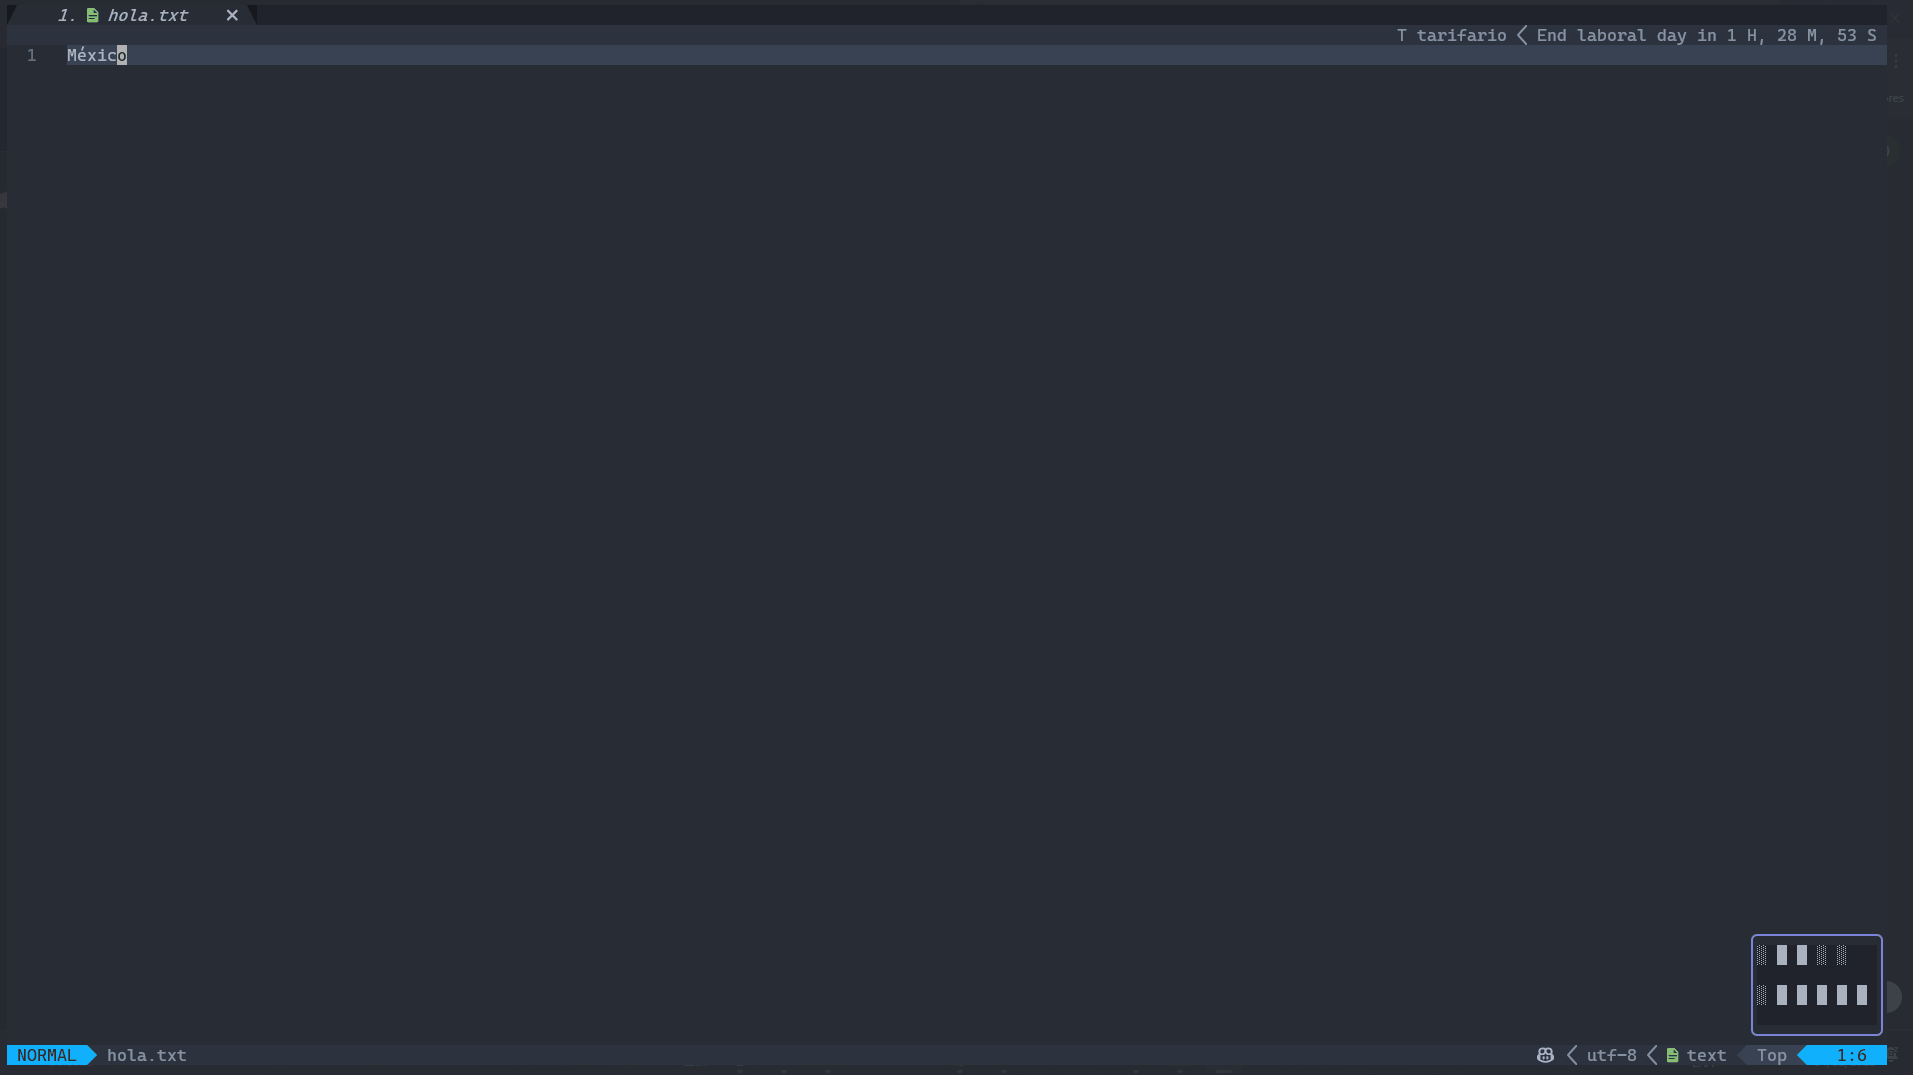 1. hola.txt ×
T tarifario End laboral day in 1 H, 28 M, 53 S
1 México
NORMAL hola.txt utf-8 text Top 1:6